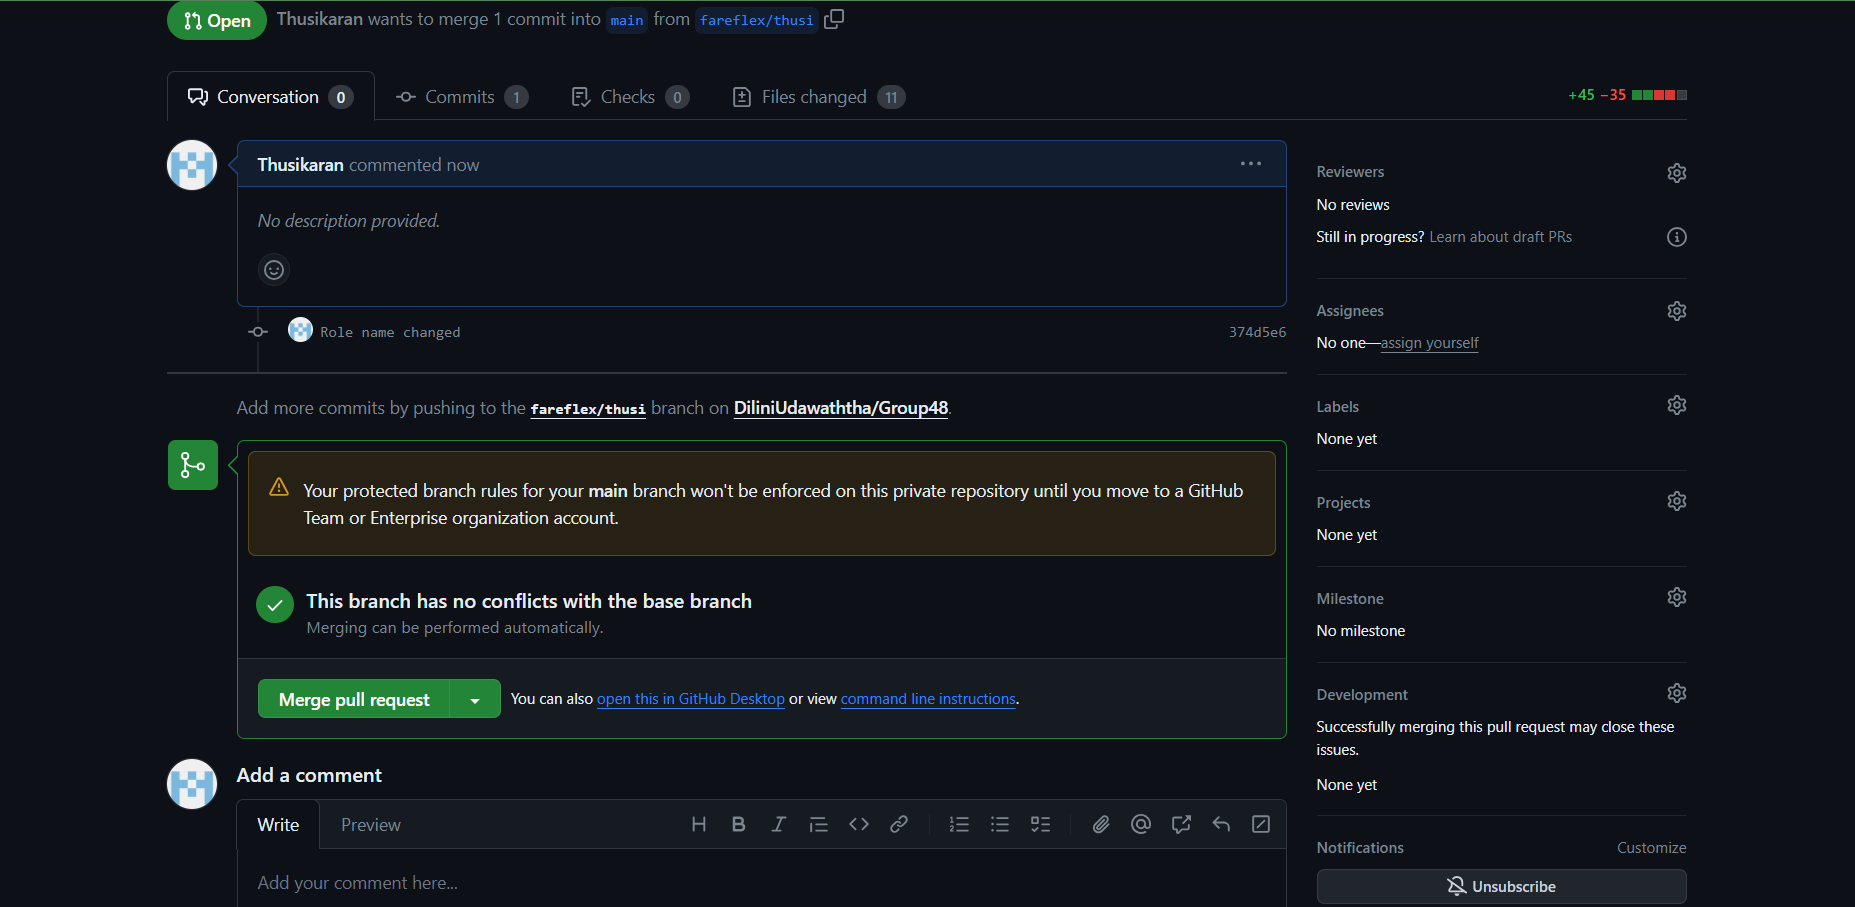 Open Thusikaran wants to merge 1 commit into main from fareflex/thusi
Conversation 0 Commits 1 Checks 0 Files changed 11 +45 −35
Thusikaran commented now
No description provided.
Role name changed 374d5e6
Add more commits by pushing to the fareflex/thusi branch on DiliniUdawaththa/Group48.
Your protected branch rules for your main branch won't be enforced on this private repository until you move to a GitHub
Team or Enterprise organization account.
This branch has no conflicts with the base branch
Merging can be performed automatically.
Merge pull request You can also open this in GitHub Desktop or view command line instructions.
Add a comment
Write Preview
Add your comment here...
Reviewers
No reviews
Still in progress? Learn about draft PRs
Assignees
No one—assign yourself
Labels
None yet
Projects
None yet
Milestone
No milestone
Development
Successfully merging this pull request may close these
issues.
None yet
Notifications Customize
Unsubscribe